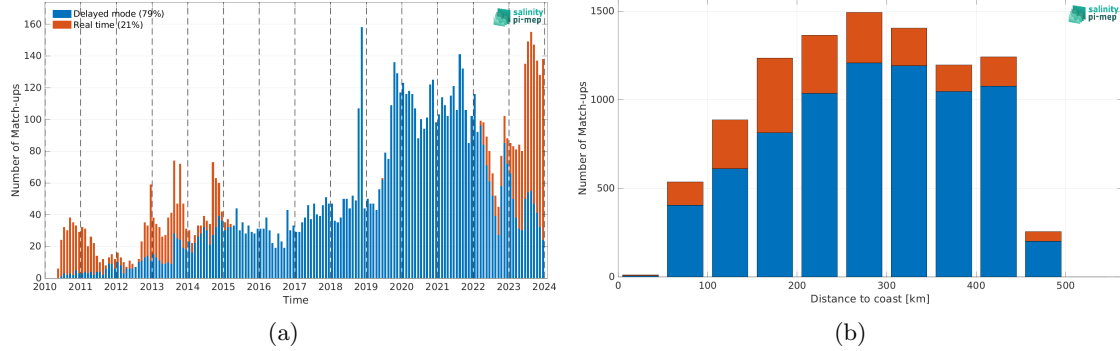 Delayed mode (79%)
Real time (21%)
salinity
pi-mep
160
140
120
100
80
60
40
20
0
Number of Match-ups
2010 2011 2012 2013 2014 2015 2016 2017 2018 2019 2020 2021 2022 2023 2024
Time
(a)
salinity
pi-mep
1500
1000
500
0
Number of Match-ups
0 100 200 300 400 500
Distance to coast [km]
(b)